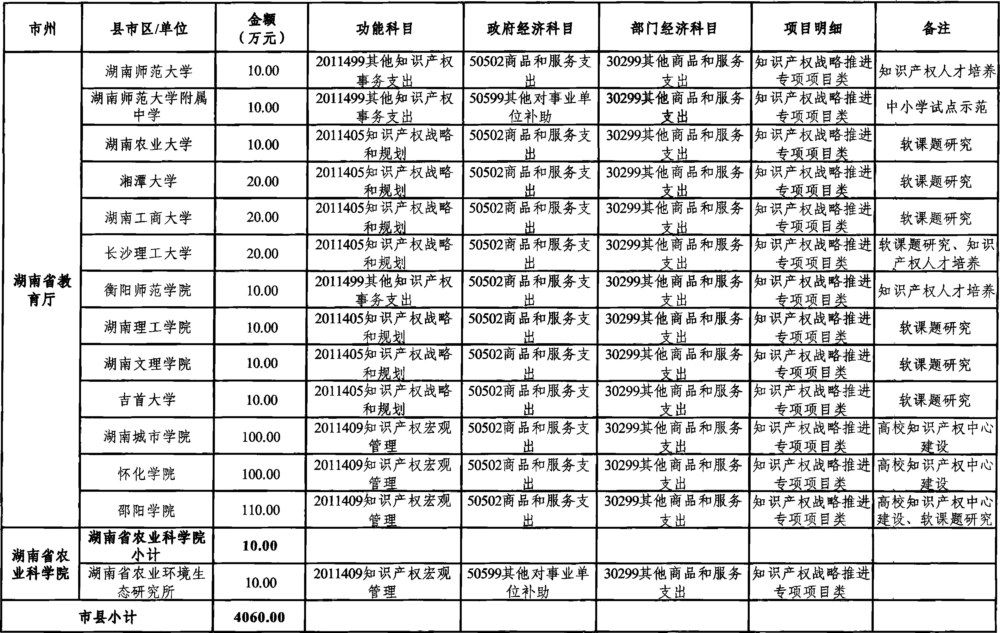 市州 县市区/单位 金额（万元） 功能科目 政府经济科目 部门经济科目 项目明细 备注
湖南省教育厅
湖南师范大学 10.00 2011499其他知识产权事务支出 50502商品和服务支出 30299其他商品和服务支出 知识产权战略推进专项项目类 知识产权人才培养
湖南师范大学附属中学 10.00 2011499其他知识产权事务支出 50599其他对事业单位补助 30299其他商品和服务支出 知识产权战略推进专项项目类 中小学试点示范
湖南农业大学 10.00 2011405知识产权战略和规划 50502商品和服务支出 30299其他商品和服务支出 知识产权战略推进专项项目类 软课题研究
湘潭大学 20.00 2011405知识产权战略和规划 50502商品和服务支出 30299其他商品和服务支出 知识产权战略推进专项项目类 软课题研究
湖南工商大学 20.00 2011405知识产权战略和规划 50502商品和服务支出 30299其他商品和服务支出 知识产权战略推进专项项目类 软课题研究
长沙理工大学 20.00 2011405知识产权战略和规划 50502商品和服务支出 30299其他商品和服务支出 知识产权战略推进专项项目类 软课题研究、知识产权人才培养
衡阳师范学院 10.00 2011499其他知识产权事务支出 50502商品和服务支出 30299其他商品和服务支出 知识产权战略推进专项项目类 知识产权人才培养
湖南理工学院 10.00 2011405知识产权战略和规划 50502商品和服务支出 30299其他商品和服务支出 知识产权战略推进专项项目类 软课题研究
湖南文理学院 10.00 2011405知识产权战略和规划 50502商品和服务支出 30299其他商品和服务支出 知识产权战略推进专项项目类 软课题研究
吉首大学 10.00 2011405知识产权战略和规划 50502商品和服务支出 30299其他商品和服务支出 知识产权战略推进专项项目类 软课题研究
湖南城市学院 100.00 2011409知识产权宏观管理 50502商品和服务支出 30299其他商品和服务支出 知识产权战略推进专项项目类 高校知识产权中心建设
怀化学院 100.00 2011409知识产权宏观管理 50502商品和服务支出 30299其他商品和服务支出 知识产权战略推进专项项目类 高校知识产权中心建设
邵阳学院 110.00 2011409知识产权宏观管理 50502商品和服务支出 30299其他商品和服务支出 知识产权战略推进专项项目类 高校知识产权中心建设、软课题研究
湖南省农业科学院
湖南省农业科学院小计 10.00
湖南省农业环境生态研究所 10.00 2011409知识产权宏观管理 50599其他对事业单位补助 30299其他商品和服务支出 知识产权战略推进专项项目类
市县小计 4060.00